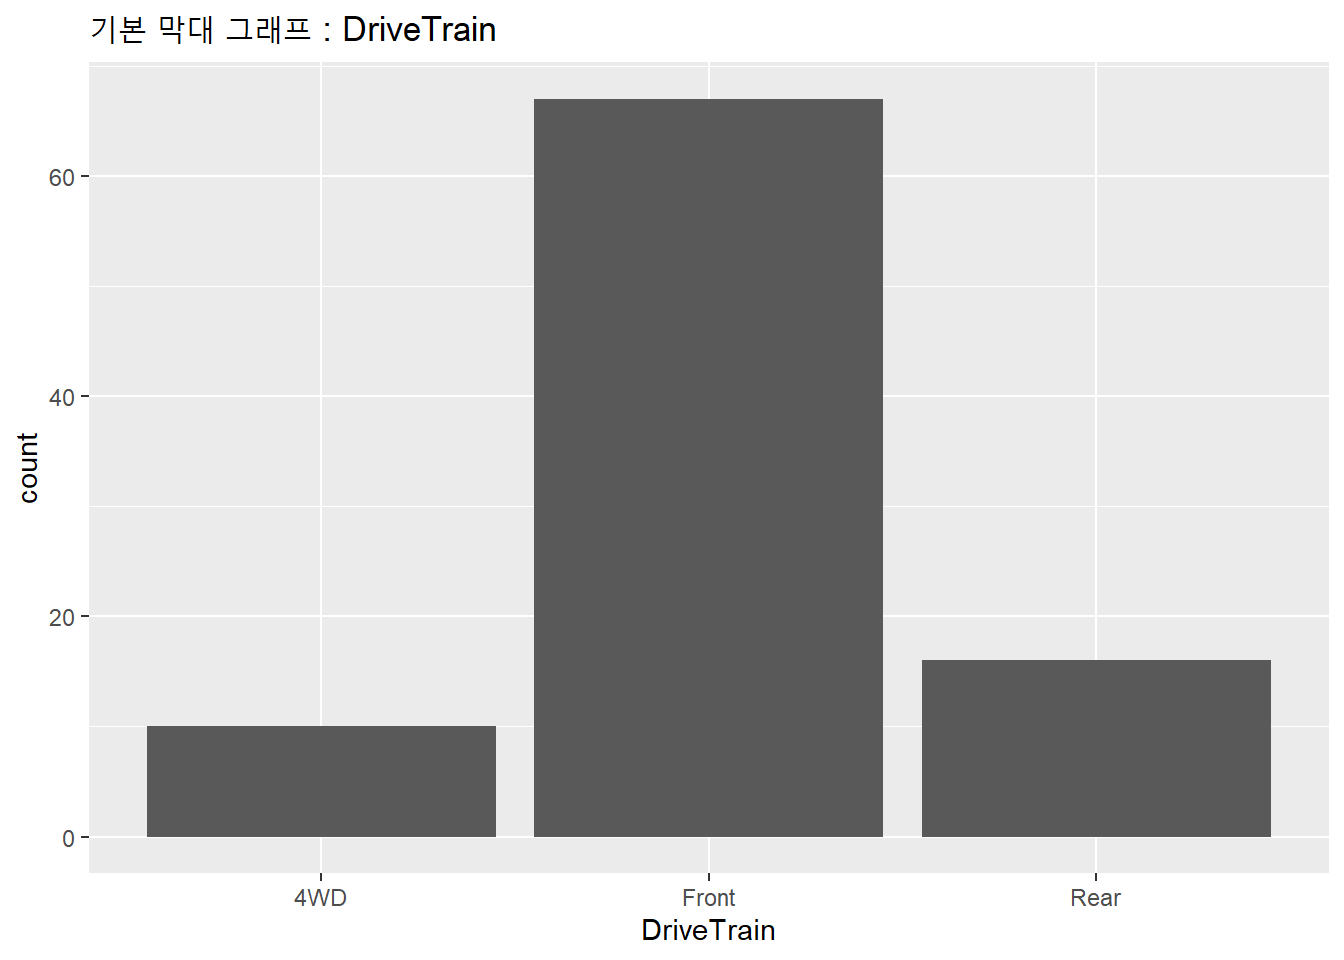 기본 막대 그래프 : DriveTrain
60
40
20
0
count
4WD Front Rear
DriveTrain